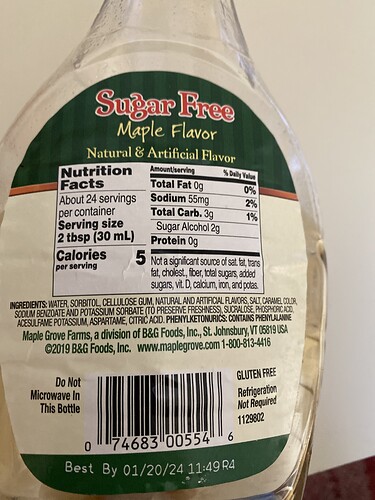 Sugar Free
Maple Flavor
Natural & Artificial Flavor
Nutrition
Facts
About 24 servings
per container
Serving size
2 tbsp (30 mL)
Calories 5
per serving
Amount/serving % Daily Value
Total Fat 0g 0%
Sodium 55mg 2%
Total Carb. 3g 1%
Sugar Alcohol 2g
Protein 0g
Not a significant source of sat. fat, trans
fat, cholest., fiber, total sugars, added
sugars, vit. D, calcium, iron, and potas.
INGREDIENTS: WATER, SORBITOL, CELLULOSE GUM, NATURAL AND ARTIFICIAL FLAVORS, SALT, CARAMEL COLOR,
SODIUM BENZOATE AND POTASSIUM SORBATE (TO PRESERVE FRESHNESS), SUCRALOSE, PHOSPHORIC ACID,
ACESULFAME POTASSIUM, ASPARTAME, CITRIC ACID. PHENYLKETONURICS: CONTAINS PHENYLALANINE
Maple Grove Farms, a division of B&G Foods, Inc., St. Johnsbury, VT 05819 USA
©2019 B&G Foods, Inc. www.maplegrove.com 1-800-813-4416
Do Not
Microwave In
This Bottle
GLUTEN FREE
Refrigeration
Not Required
1129802
0 74683 00554 6
Best By 01/20/24 11:49 R4